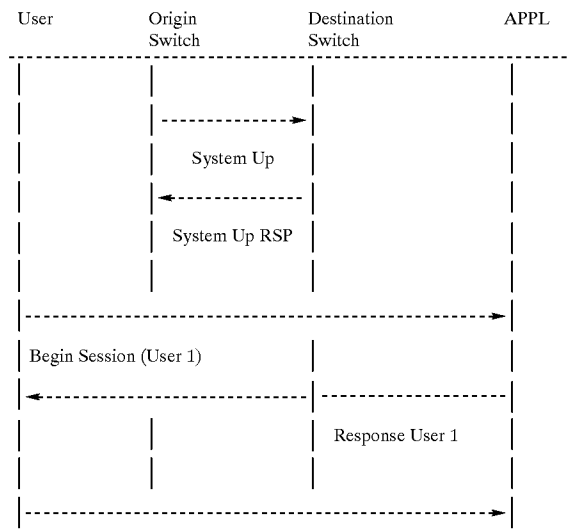 User
Origin
Switch
Destination
Switch
APPL
System Up
System Up RSP
Begin Session (User 1)
Response User 1